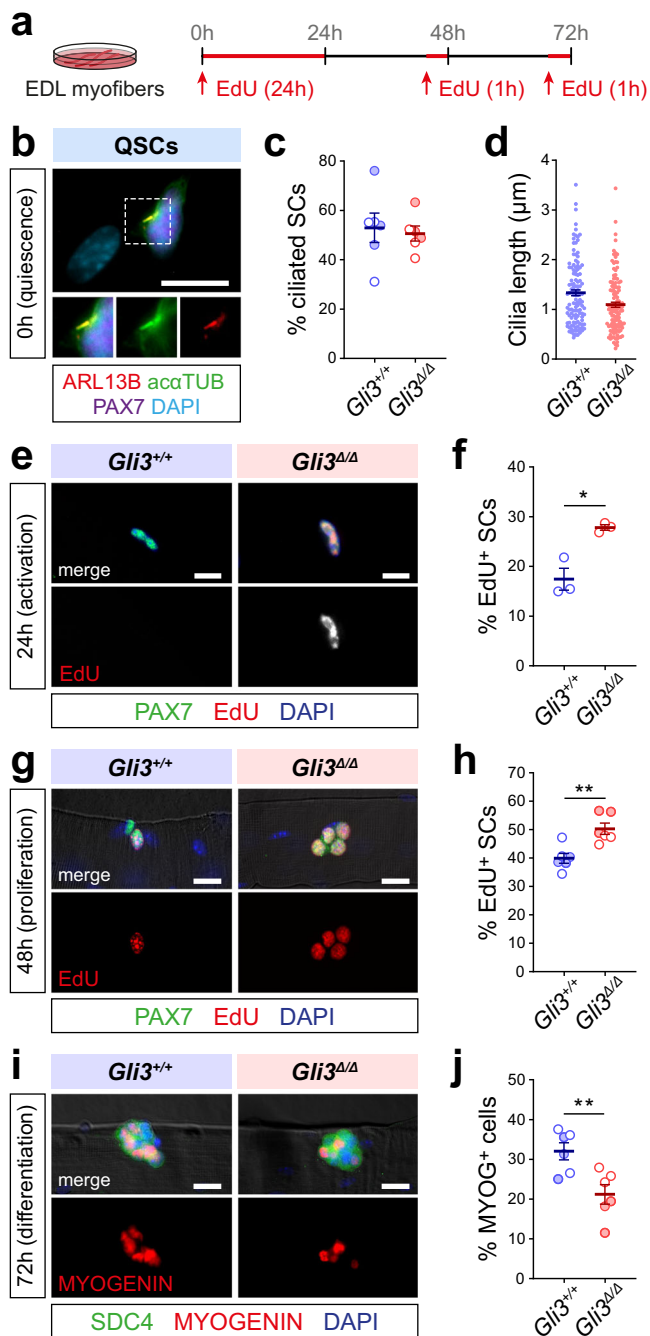 a
0h 24h 48h 72h
EDL myofibers
EdU (24h) EdU (1h) EdU (1h)
b
QSCs
0h (quiescence)
ARL13B acαTUB
PAX7 DAPI
c
% ciliated SCs
80
60
40
20
0
Gli3+/+ Gli3Δ/Δ
d
Cilia length (µm)
4
3
2
1
0
Gli3+/+ Gli3Δ/Δ
e
Gli3+/+ Gli3Δ/Δ
24h (activation)
merge
EdU
PAX7 EdU DAPI
f
% EdU+ SCs
40
30
20
10
0
*
Gli3+/+ Gli3Δ/Δ
g
Gli3+/+ Gli3Δ/Δ
48h (proliferation)
merge
EdU
PAX7 EdU DAPI
h
% EdU+ SCs
70
60
50
40
30
20
10
0
**
Gli3+/+ Gli3Δ/Δ
i
Gli3+/+ Gli3Δ/Δ
72h (differentiation)
merge
MYOGENIN
SDC4 MYOGENIN DAPI
j
% MYOG+ cells
50
40
30
20
10
0
**
Gli3+/+ Gli3Δ/Δ